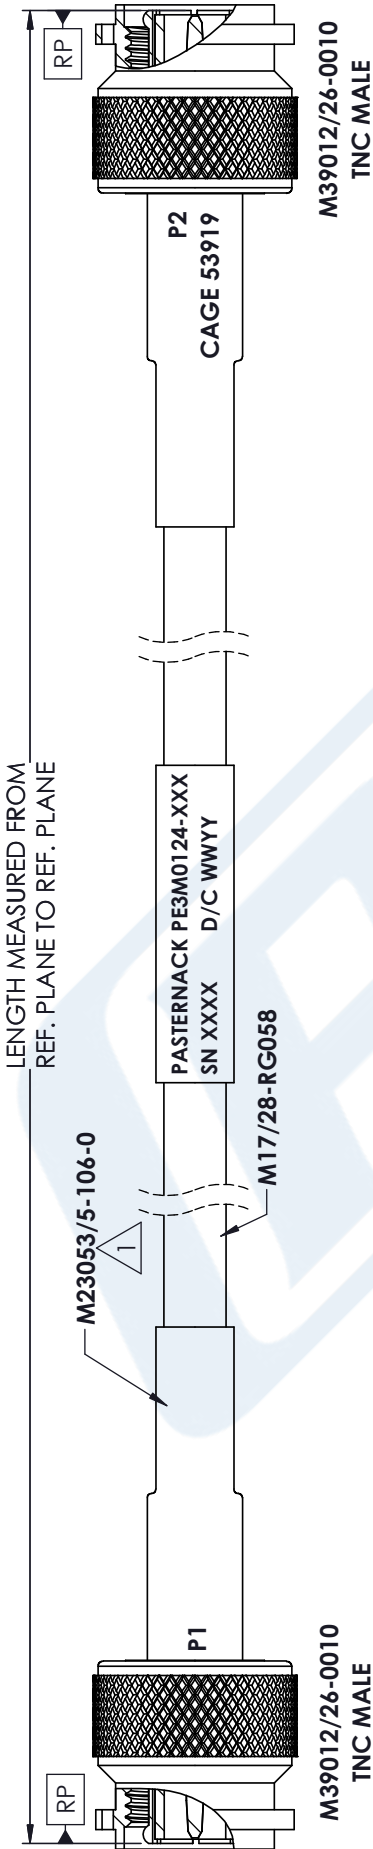 LENGTH MEASURED FROM
REF. PLANE TO REF. PLANE
RP
RP
M23053/5-106-0
1
P1
PASTERNACK PE3M0124-XXX
SN XXXX D/C WWYY
P2
CAGE 53919
M17/28-RG058
M39012/26-0010
TNC MALE
M39012/26-0010
TNC MALE